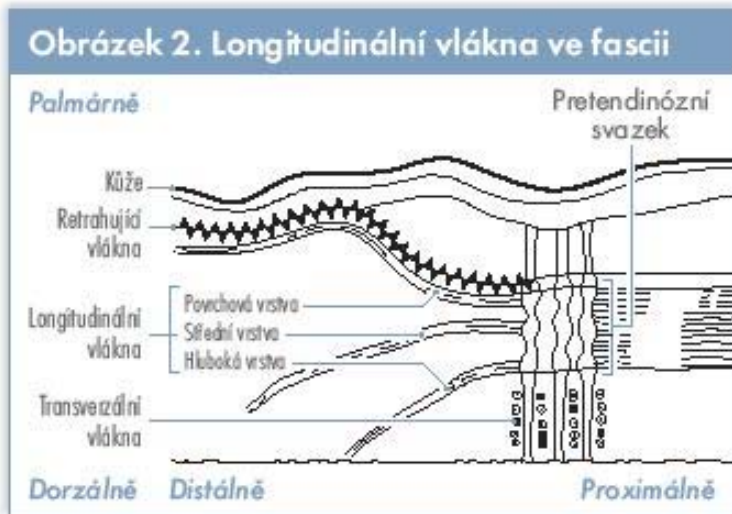 Obrázek 2. Longitudinální vlákna ve fascii
Palmárně
Pretendinózní
svazek
Kůže
Retrahující
vlákna
Longitudinální
vlákna
Povrchová vrstva
Střední vrstva
Hluboká vrstva
Transverzální
vlákna
Dorzálně Distálně Proximálně